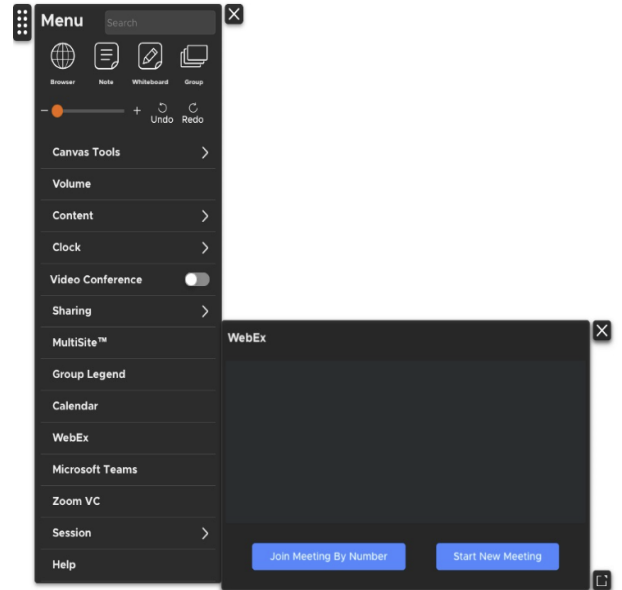 Menu
Search
Browser Note Whiteboard Group
- + Undo Redo
Canvas Tools
Volume
Content
Clock
Video Conference
Sharing
MultiSite™
Group Legend
Calendar
WebEx
Microsoft Teams
Zoom VC
Session
Help
WebEx
Join Meeting By Number
Start New Meeting